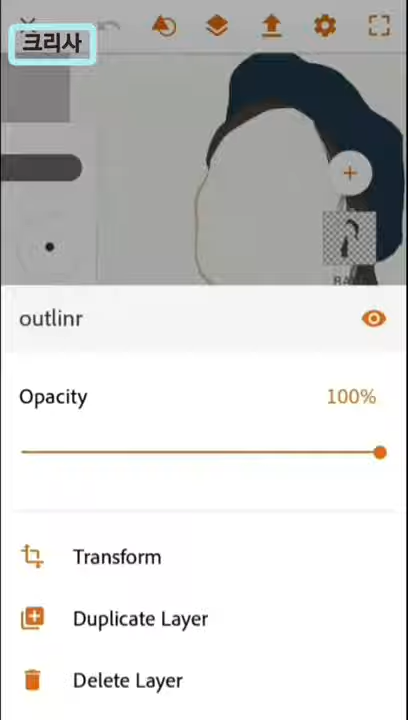 크리사
outlinr
Opacity 100%
Transform
Duplicate Layer
Delete Layer